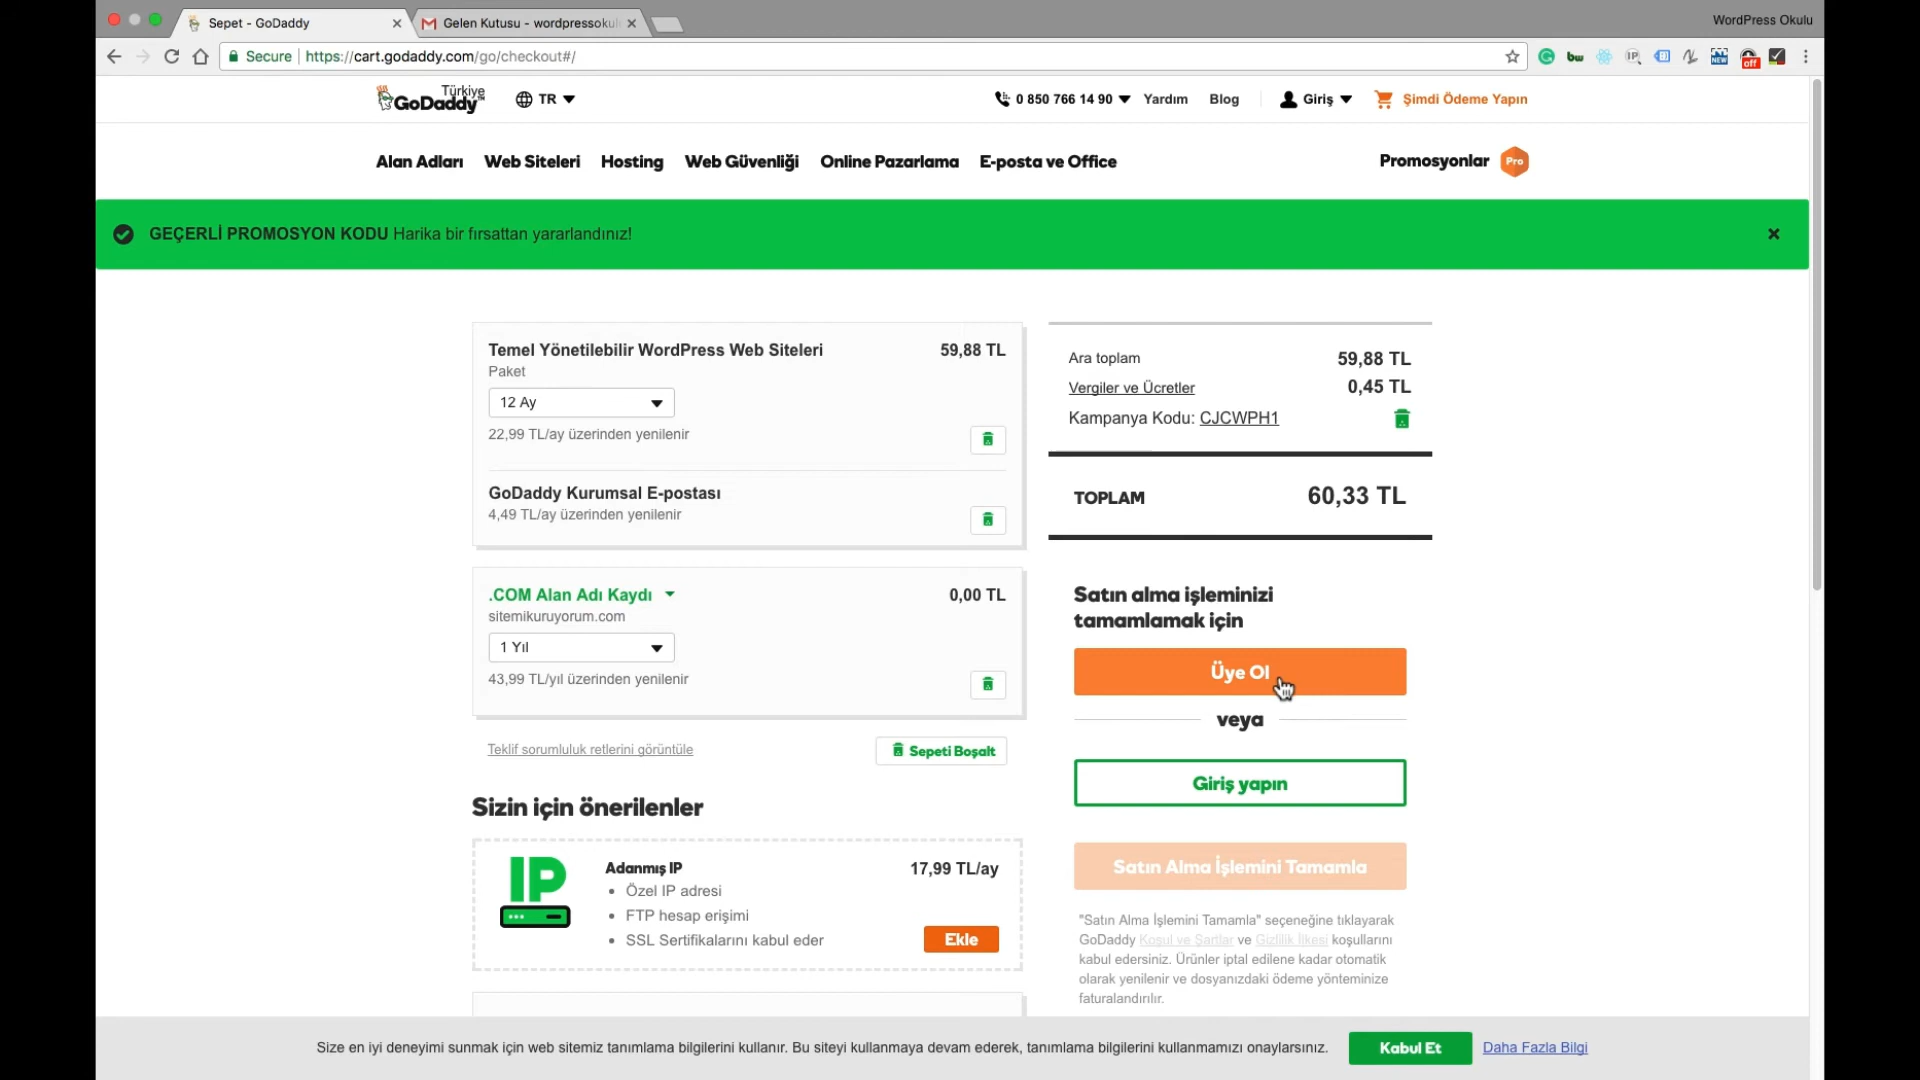 Sepet - GoDaddy
Gelen Kutusu - wordpressokul
WordPress Okulu
Secure
https://cart.godaddy.com/go/checkout#/
GoDaddy
Türkiye
TR
0 850 766 14 90
Yardım
Blog
Giriş
Şimdi Ödeme Yapın
Alan Adları
Web Siteleri
Hosting
Web Güvenliği
Online Pazarlama
E-posta ve Office
Promosyonlar
Pro
GEÇERLİ PROMOSYON KODU Harika bir fırsattan yararlandınız!
Temel Yönetilebilir WordPress Web Siteleri
59,88 TL
Paket
12 Ay
22,99 TL/ay üzerinden yenilenir
GoDaddy Kurumsal E-postası
4,49 TL/ay üzerinden yenilenir
.COM Alan Adı Kaydı
0,00 TL
sitemikuruyorum.com
1 Yıl
43,99 TL/yıl üzerinden yenilenir
Teklif sorumluluk retlerini görüntüle
Sepeti Boşalt
Sizin için önerilenler
IP
Adanmış IP
17,99 TL/ay
Özel IP adresi
FTP hesap erişimi
SSL Sertifikalarını kabul eder
Ekle
Ara toplam
59,88 TL
Vergiler ve Ücretler
0,45 TL
Kampanya Kodu: CJCWPH1
TOPLAM
60,33 TL
Satın alma işleminizi
tamamlamak için
Üye Ol
veya
Giriş yapın
Satın Alma İşlemini Tamamla
"Satın Alma İşlemini Tamamla" seçeneğine tıklayarak
GoDaddy Koşul ve Şartlar ve Gizlilik İlkesi koşullarını
kabul edersiniz. Ürünler iptal edilene kadar otomatik
olarak yenilenir ve dosyanızdaki ödeme yönteminize
faturalandırılır.
Size en iyi deneyimi sunmak için web sitemiz tanımlama bilgilerini kullanır. Bu siteyi kullanmaya devam ederek, tanımlama bilgilerini kullanmamızı onaylarsınız.
Kabul Et
Daha Fazla Bilgi